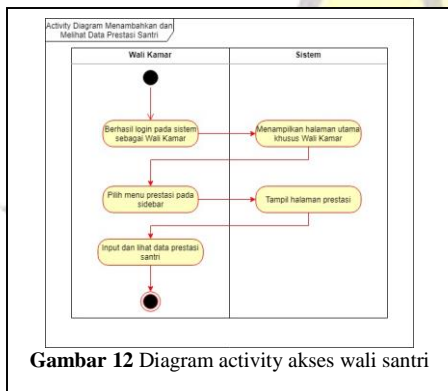 Activity Diagram Menambahkan dan
Melihat Data Prestasi Santri
Wali Kamar
Sistem
Berhasil login pada sistem
sebagai Wali Kamar
Menampilkan halaman utama
khusus Wali Kamar
Pilih menu prestasi pada
sidebar
Tampil halaman prestasi
Input dan lihat data prestasi
santri
Gambar 12 Diagram activity akses wali santri